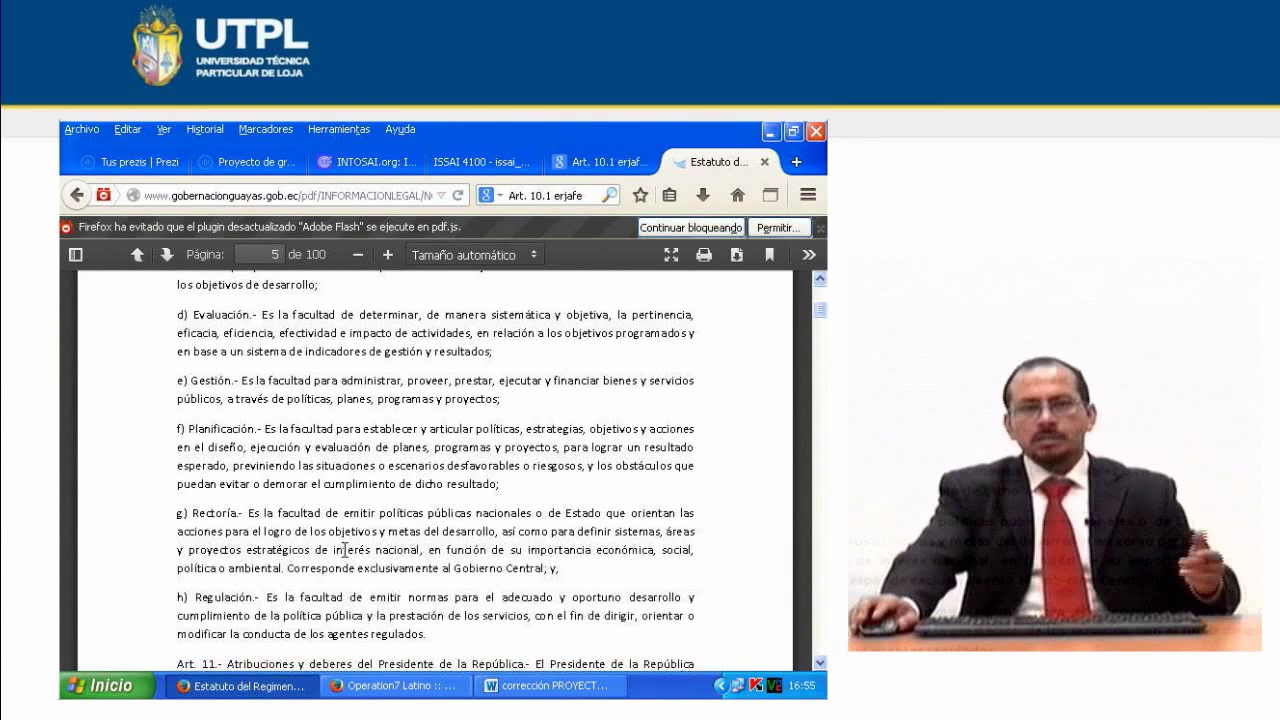 UTPL
UNIVERSIDAD TÉCNICA
PARTICULAR DE LOJA
Archivo Editar Ver Historial Marcadores Herramientas Ayuda
Tus prezis | Prezi Proyecto de gr... INTOSAI.org: I... ISSAI 4100 - issai_... Art. 10.1 erjaf... Estatuto d...
www.gobernacionguayas.gob.ec/pdf/INFORMACIONLEGAL/N Art. 10.1 erjafe
Firefox ha evitado que el plugin desactualizado "Adobe Flash" se ejecute en pdf.js. Continuar bloqueando Permitir...
Página: 5 de 100 Tamaño automático
los objetivos de desarrollo;
d) Evaluación.- Es la facultad de determinar, de manera sistemática y objetiva, la pertinencia,
eficacia, eficiencia, efectividad e impacto de actividades, en relación a los objetivos programados y
en base a un sistema de indicadores de gestión y resultados;
e) Gestión.- Es la facultad para administrar, proveer, prestar, ejecutar y financiar bienes y servicios
públicos, a través de políticas, planes, programas y proyectos;
f) Planificación.- Es la facultad para establecer y articular políticas, estrategias, objetivos y acciones
en el diseño, ejecución y evaluación de planes, programas y proyectos, para lograr un resultado
esperado, previniendo las situaciones o escenarios desfavorables o riesgosos, y los obstáculos que
puedan evitar o demorar el cumplimiento de dicho resultado;
g) Rectoría.- Es la facultad de emitir políticas públicas nacionales o de Estado que orientan las
acciones para el logro de los objetivos y metas del desarrollo, así como para definir sistemas, áreas
y proyectos estratégicos de interés nacional, en función de su importancia económica, social,
política o ambiental. Corresponde exclusivamente al Gobierno Central; y,
h) Regulación.- Es la facultad de emitir normas para el adecuado y oportuno desarrollo y
cumplimiento de la política pública y la prestación de los servicios, con el fin de dirigir, orientar o
modificar la conducta de los agentes regulados.
Art. 11.- Atribuciones y deberes del Presidente de la República.- El Presidente de la República
Inicio Estatuto del Regimen... Operation7 Latino :: ... corrección PROYECT... 16:55